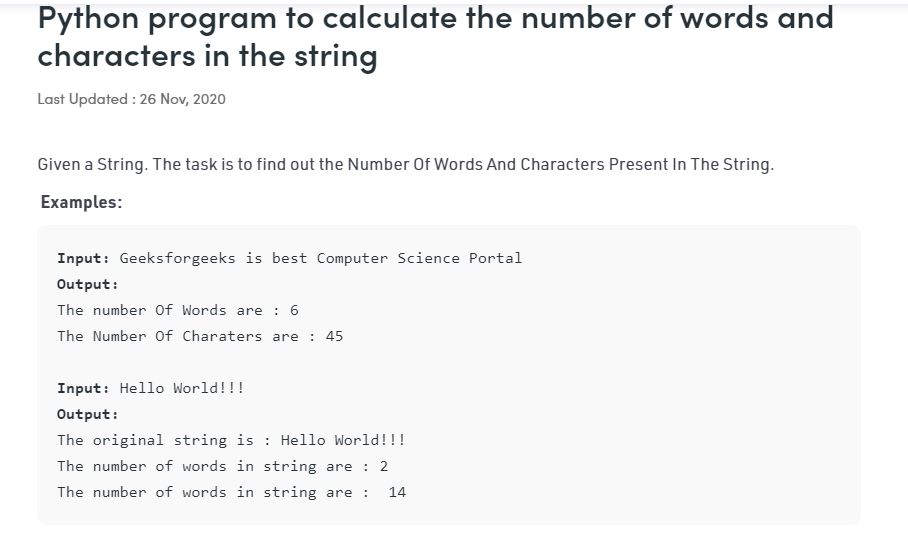 Python program to calculate the number of words and
characters in the string
Last Updated : 26 Nov, 2020
Given a String. The task is to find out the Number Of Words And Characters Present In The String.
Examples:
Input: Geeksforgeeks is best Computer Science Portal
Output:
The number Of Words are : 6
The Number Of Charaters are : 45
Input: Hello World!!!
Output:
The original string is : Hello World!!!
The number of words in string are : 2
The number of words in string are :  14